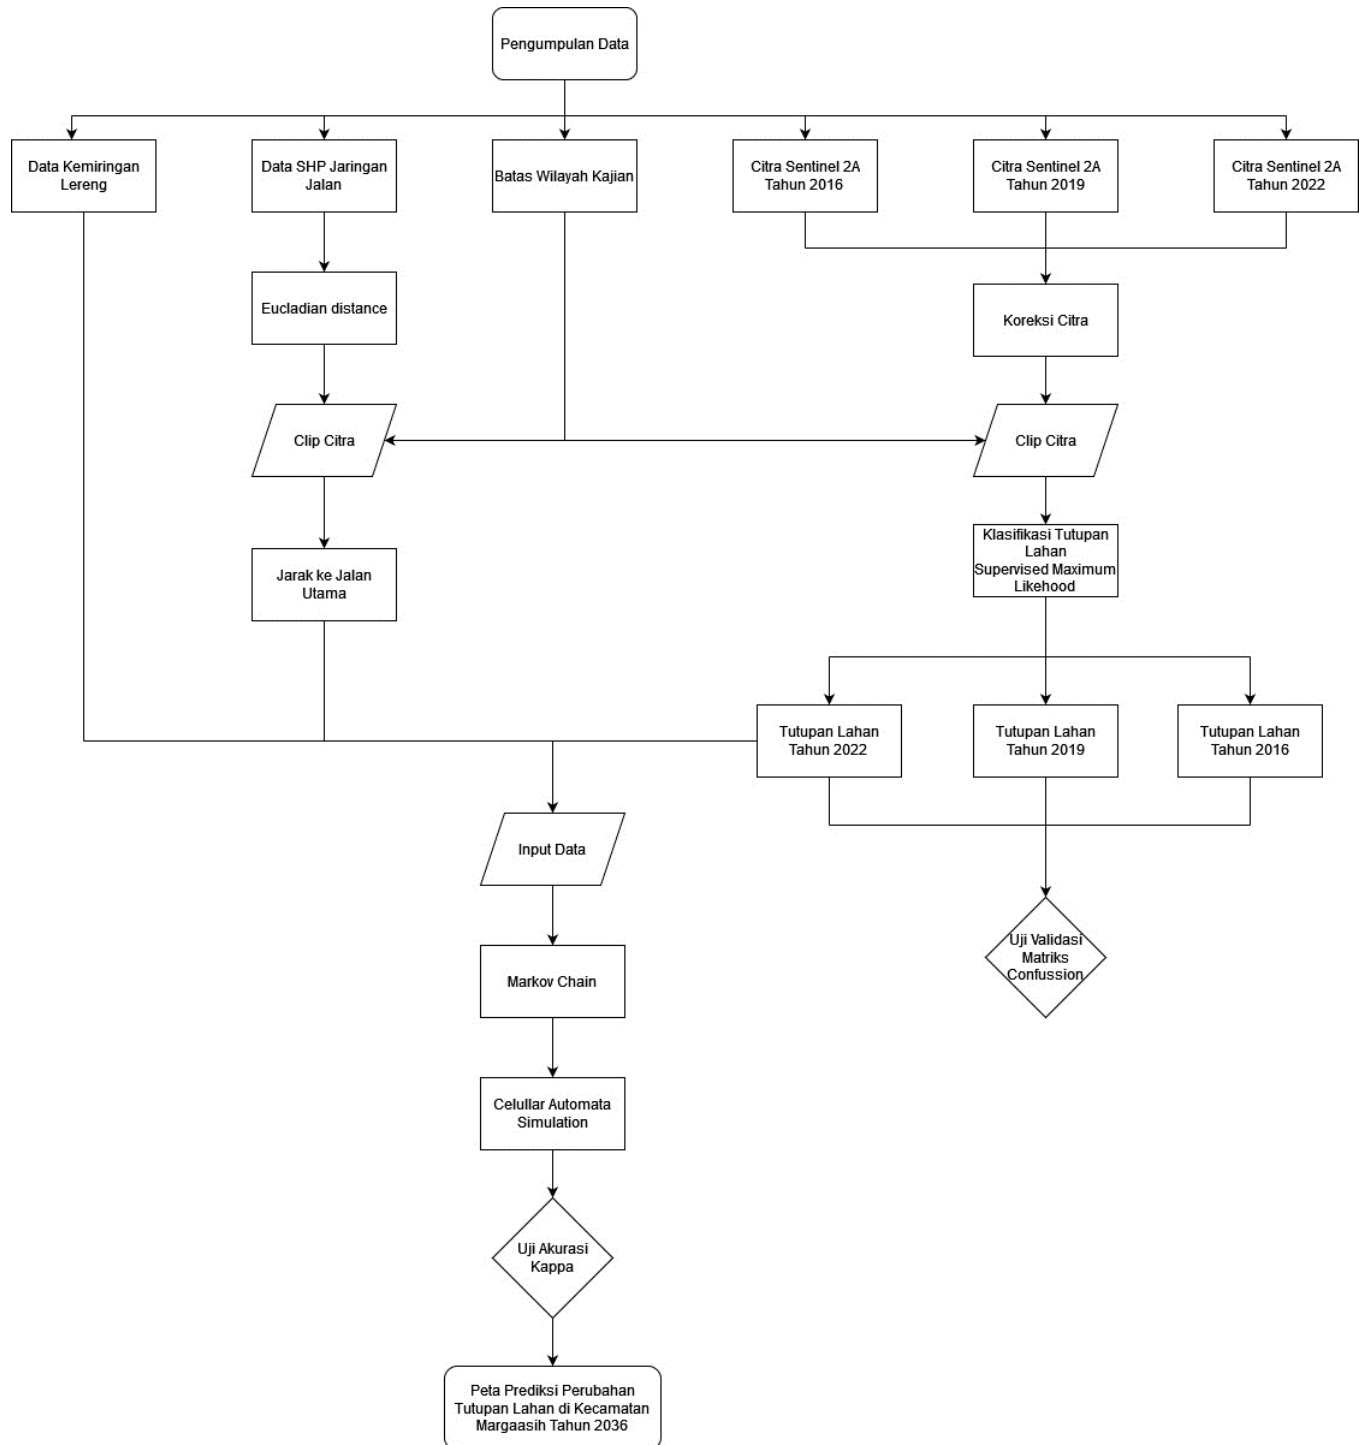 Pengumpulan Data
Data Kemiringan
Lereng
Data SHP Jaringan
Jalan
Batas Wilayah Kajian
Citra Sentinel 2A
Tahun 2016
Citra Sentinel 2A
Tahun 2019
Citra Sentinel 2A
Tahun 2022
Eucladian distance
Koreksi Citra
Clip Citra
Clip Citra
Klasifikasi Tutupan
Lahan
Supervised Maximum
Likehood
Jarak ke Jalan
Utama
Tutupan Lahan
Tahun 2022
Tutupan Lahan
Tahun 2019
Tutupan Lahan
Tahun 2016
Input Data
Uji Validasi
Matriks
Confussion
Markov Chain
Celullar Automata
Simulation
Uji Akurasi
Kappa
Peta Prediksi Perubahan
Tutupan Lahan di Kecamatan
Margaasih Tahun 2036